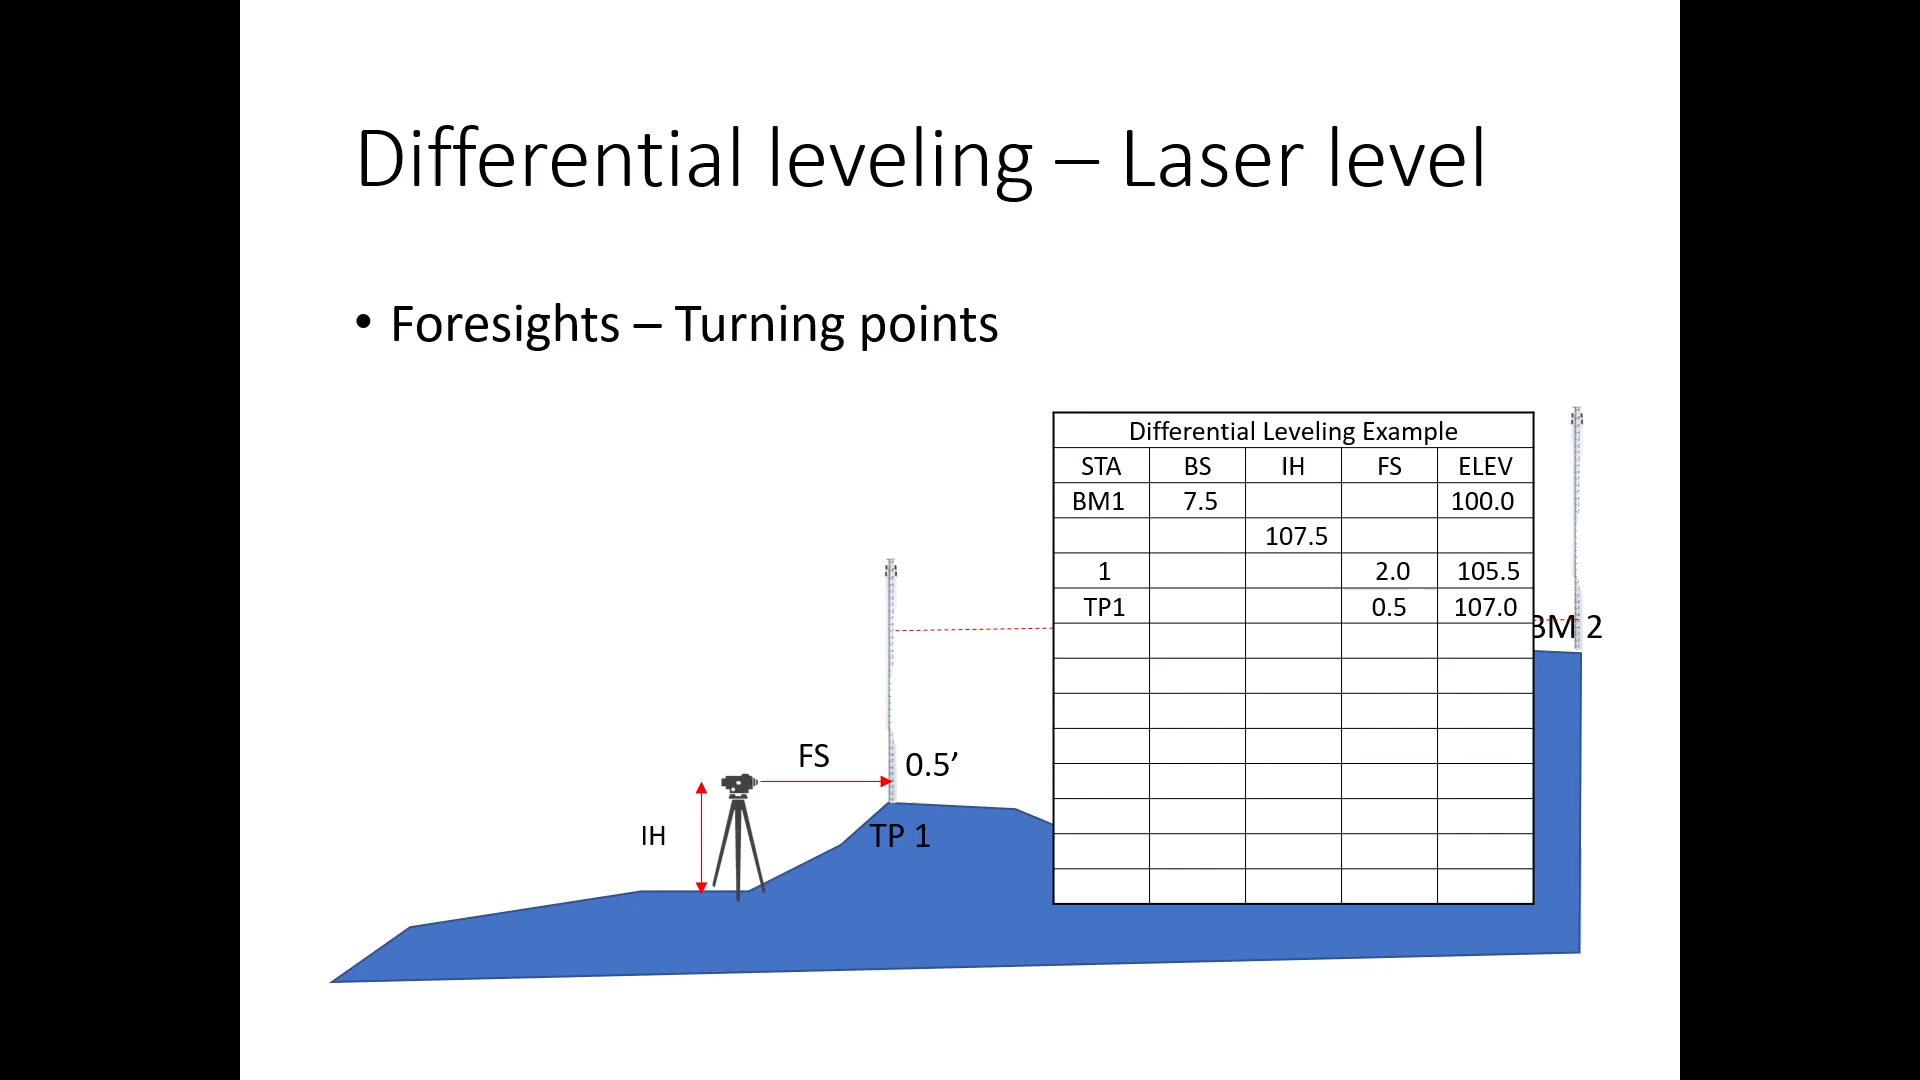 Differential leveling – Laser level
• Foresights – Turning points
Differential Leveling Example
STA BS IH FS ELEV
BM1 7.5 100.0
107.5
1 2.0 105.5
TP1 0.5 107.0
BM 2
FS
0.5’
IH
TP 1